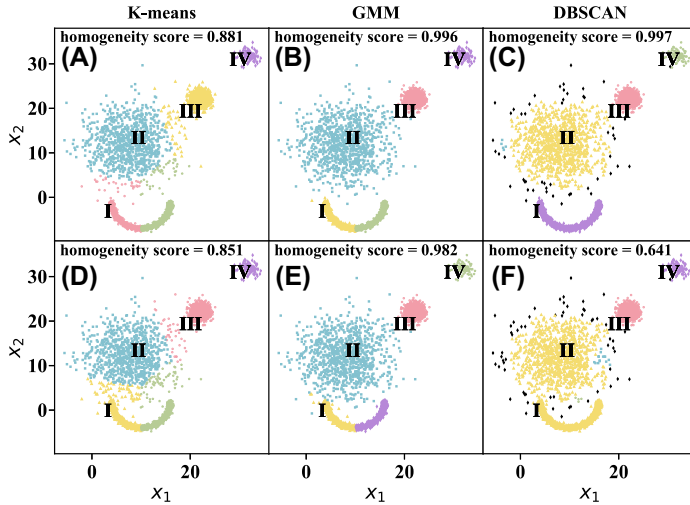 K-means GMM DBSCAN
homogeneity score = 0.881 homogeneity score = 0.996 homogeneity score = 0.997
(A) IV (B) IV (C) IV
30
III III III
20
II II II
x2
10
0
I I I
homogeneity score = 0.851 homogeneity score = 0.982 homogeneity score = 0.641
(D) IV (E) IV (F) IV
30
III III III
20
II II II
x2
10
0
I I I
0 20 0 20 0 20
x1 x1 x1